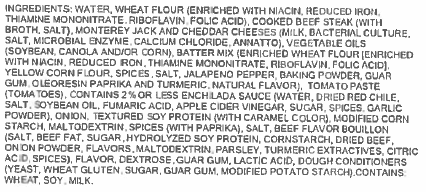 INGREDIENTS: WATER, WHEAT FLOUR (ENRICHED WITH NIACIN, REDUCED IRON,
THIAMINE MONONITRATE, RIBOFLAVIN, FOLIC ACID), COOKED BEEF STEAK (WITH
BROTH, SALT), MONTEREY JACK AND CHEDDAR CHEESES (MILK, BACTERIAL CULTURE,
SALT, MICROBIAL ENZYME, CALCIUM CHLORIDE, ANNATTO), VEGETABLE OILS
(SOYBEAN, CANOLA AND/OR CORN), BATTER MIX (ENRICHED WHEAT FLOUR [ENRICHED
WITH NIACIN, REDUCED IRON, THIAMINE MONONITRATE, RIBOFLAVIN, FOLIC ACID],
YELLOW CORN FLOUR, SPICES, SALT, JALAPENO PEPPER, BAKING POWDER, GUAR
GUM, OLEORESIN PAPRIKA AND TURMERIC, NATURAL FLAVOR), TOMATO PASTE
(TOMATOES), CONTAINS 2% OR LESS ENCHILADA SAUCE (WATER, DRIED RED CHILE,
SALT, SOYBEAN OIL, FUMARIC ACID, APPLE CIDER VINEGAR, SUGAR, SPICES, GARLIC
POWDER), ONION, TEXTURED SOY PROTEIN (WITH CARAMEL COLOR), MODIFIED CORN
STARCH, MALTODEXTRIN, SPICES (WITH PAPRIKA), SALT, BEEF FLAVOR BOUILLON
(SALT, BEEF FAT, SUGAR, HYDROLYZED SOY PROTEIN, CORNSTARCH, DRIED BEEF,
ONION POWDER, FLAVORS, MALTODEXTRIN, PARSLEY, TURMERIC EXTRACTIVES, CITRIC
ACID, SPICES), FLAVOR, DEXTROSE, GUAR GUM, LACTIC ACID, DOUGH CONDITIONERS
(YEAST, WHEAT GLUTEN, SUGAR, GUAR GUM, MODIFIED POTATO STARCH).CONTAINS:
WHEAT, SOY, MILK.